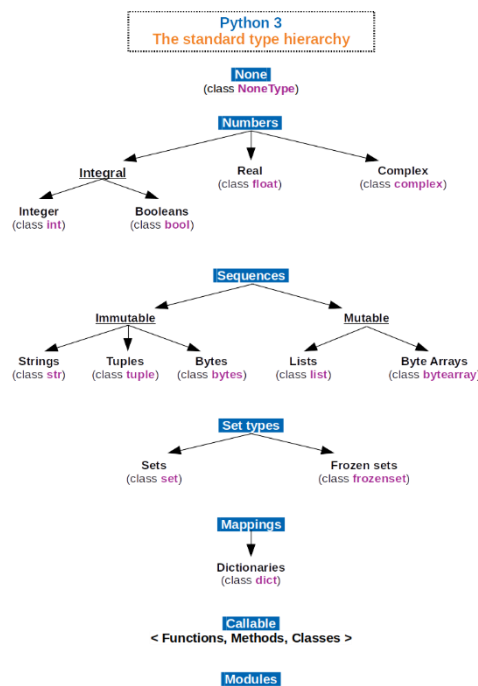 Python 3
The standard type hierarchy
None
(class NoneType)
Numbers
Integral
Real
(class float)
Complex
(class complex)
Integer
(class int)
Booleans
(class bool)
Sequences
Immutable
Mutable
Strings
(class str)
Tuples
(class tuple)
Bytes
(class bytes)
Lists
(class list)
Byte Arrays
(class bytearray)
Set types
Sets
(class set)
Frozen sets
(class frozenset)
Mappings
Dictionaries
(class dict)
Callable
< Functions, Methods, Classes >
Modules